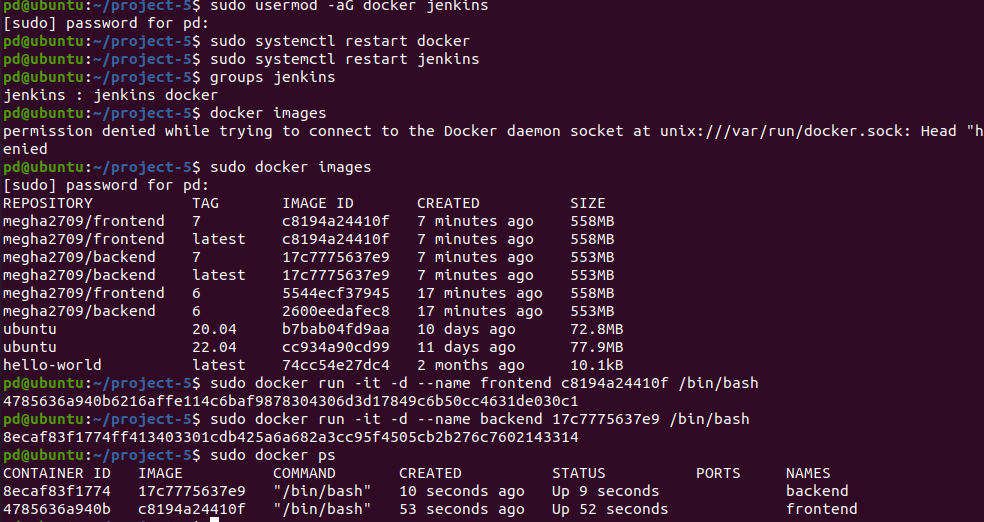 pd@ubuntu:~/project-5$ sudo usermod -aG docker jenkins
[sudo] password for pd:
pd@ubuntu:~/project-5$ sudo systemctl restart docker
pd@ubuntu:~/project-5$ sudo systemctl restart jenkins
pd@ubuntu:~/project-5$ groups jenkins
jenkins : jenkins docker
pd@ubuntu:~/project-5$ docker images
permission denied while trying to connect to the Docker daemon socket at unix:///var/run/docker.sock: Head "h
enied
pd@ubuntu:~/project-5$ sudo docker images
[sudo] password for pd:
REPOSITORY TAG IMAGE ID CREATED SIZE
megha2709/frontend 7 c8194a24410f 7 minutes ago 558MB
megha2709/frontend latest c8194a24410f 7 minutes ago 558MB
megha2709/backend 7 17c7775637e9 7 minutes ago 553MB
megha2709/backend latest 17c7775637e9 7 minutes ago 553MB
megha2709/frontend 6 5544ecf37945 17 minutes ago 558MB
megha2709/backend 6 2600eedafec8 17 minutes ago 553MB
ubuntu 20.04 b7bab04fd9aa 10 days ago 72.8MB
ubuntu 22.04 cc934a90cd99 11 days ago 77.9MB
hello-world latest 74cc54e27dc4 2 months ago 10.1kB
pd@ubuntu:~/project-5$ sudo docker run -it -d --name frontend c8194a24410f /bin/bash
4785636a940b6216affe114c6baf9878304306d3d17849c6b50cc4631de030c1
pd@ubuntu:~/project-5$ sudo docker run -it -d --name backend 17c7775637e9 /bin/bash
8ecaf83f1774ff413403301cdb425a6a682a3cc95f4505cb2b276c7602143314
pd@ubuntu:~/project-5$ sudo docker ps
CONTAINER ID IMAGE COMMAND CREATED STATUS PORTS NAMES
8ecaf83f1774 17c7775637e9 "/bin/bash" 10 seconds ago Up 9 seconds backend
4785636a940b c8194a24410f "/bin/bash" 53 seconds ago Up 52 seconds frontend
pd@ubuntu:~/project-5$